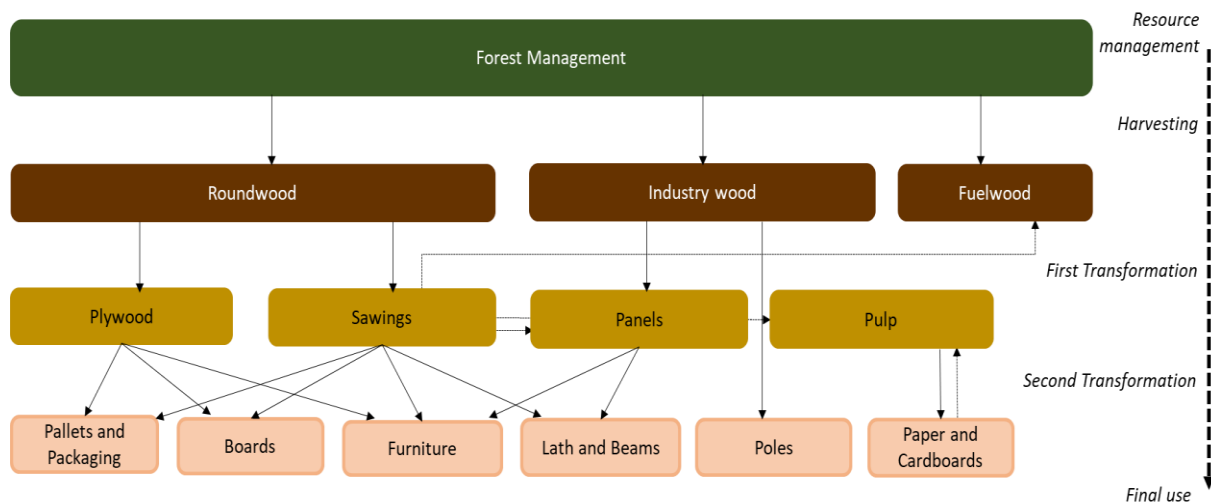 Resource
management
Forest Management
Harvesting
Roundwood
Industry wood
Fuelwood
First Transformation
Plywood
Sawings
Panels
Pulp
Second Transformation
Pallets and
Packaging
Boards
Furniture
Lath and Beams
Poles
Paper and
Cardboards
Final use